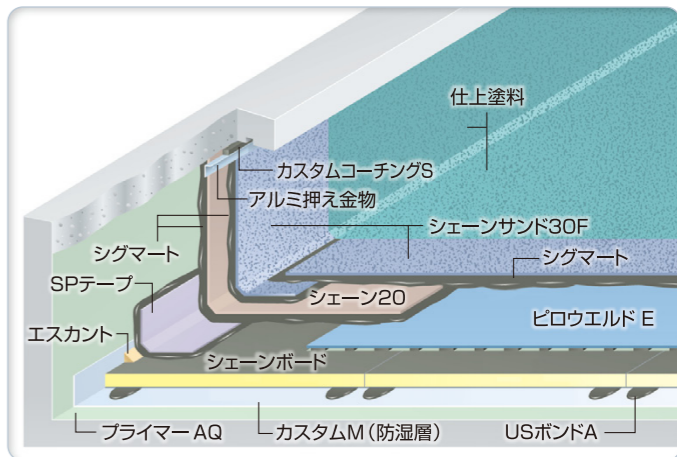 仕上塗料
カスタムコーチングS
アルミ押え金物
シェーンサンド30F
シグマート
シグマート
SPテープ
シェーン20
ピロウエルド E
エスカント
シェーンボード
プライマーAQ
カスタムM(防湿層)
USボンドA